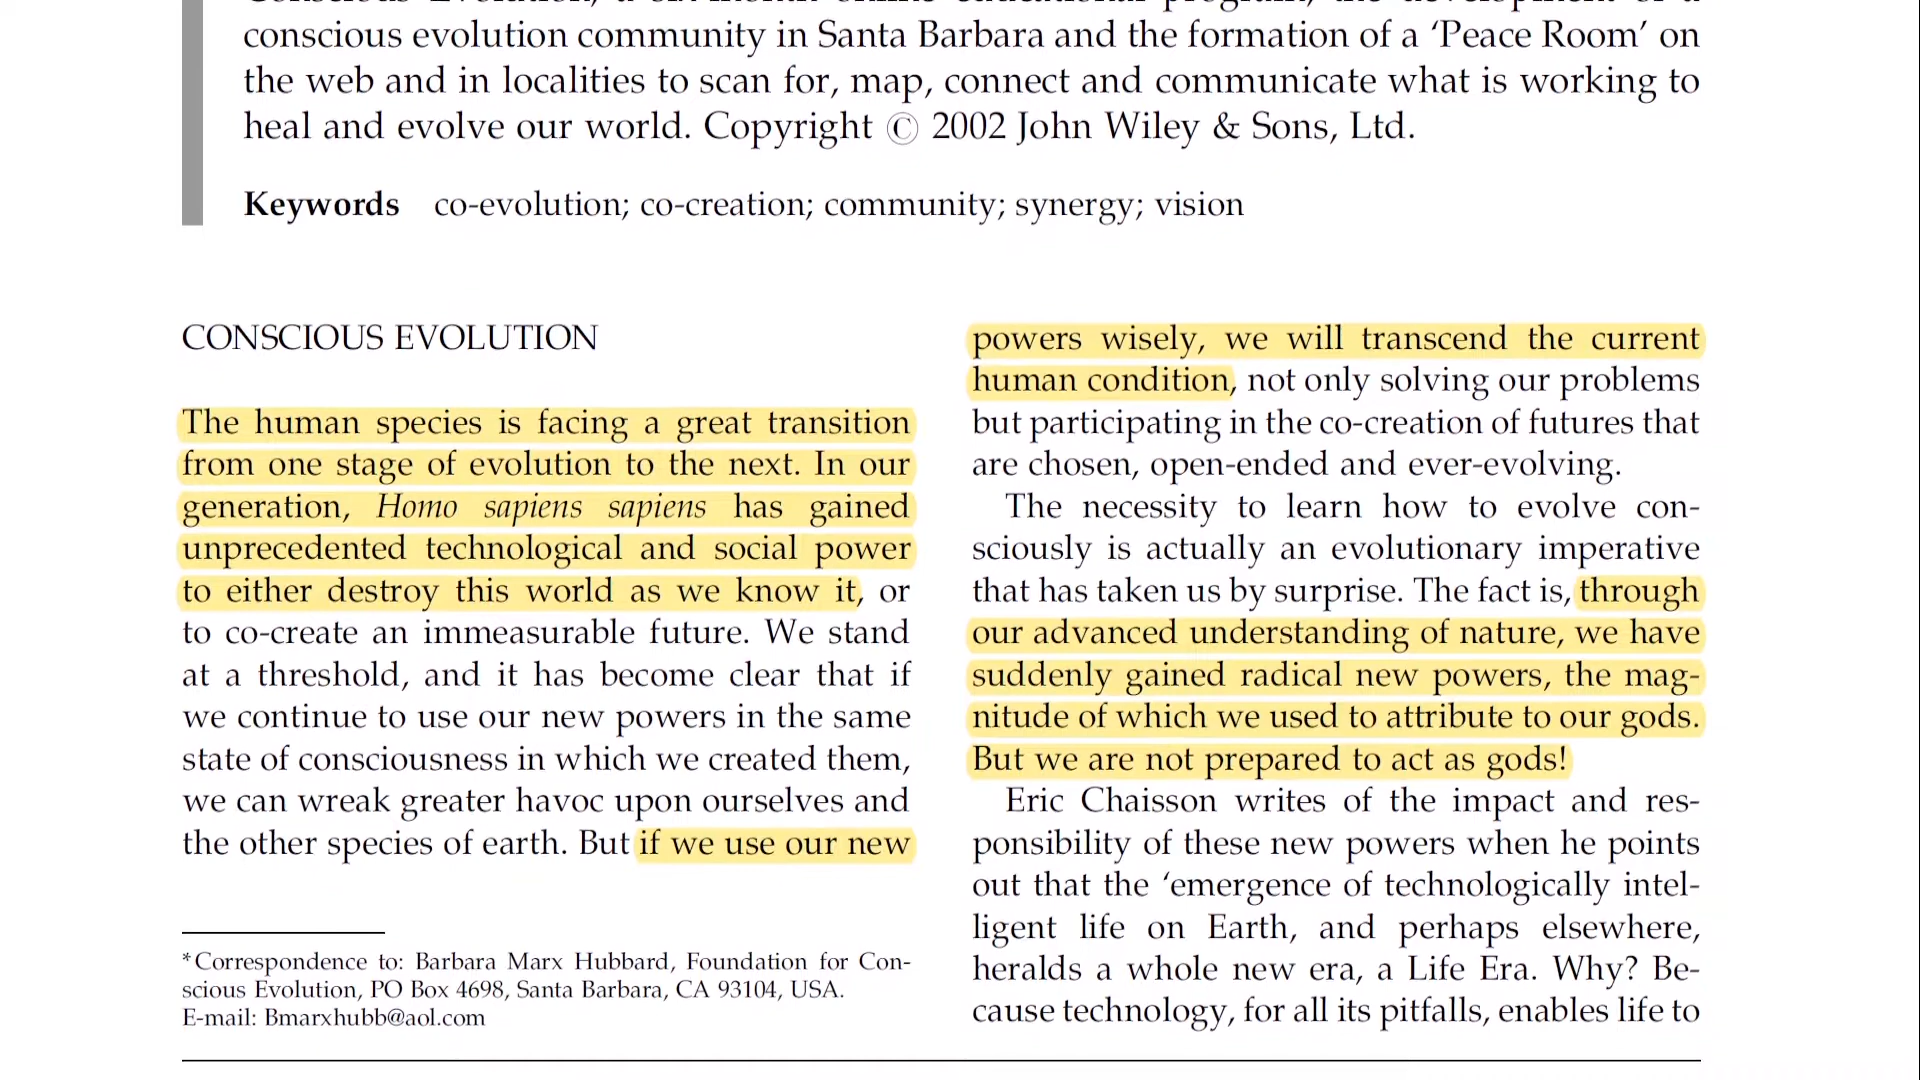 conscious evolution community in Santa Barbara and the formation of a ‘Peace Room’ on
the web and in localities to scan for, map, connect and communicate what is working to
heal and evolve our world. Copyright © 2002 John Wiley & Sons, Ltd.
Keywords co-evolution; co-creation; community; synergy; vision
CONSCIOUS EVOLUTION
The human species is facing a great transition
from one stage of evolution to the next. In our
generation, Homo sapiens sapiens has gained
unprecedented technological and social power
to either destroy this world as we know it, or
to co-create an immeasurable future. We stand
at a threshold, and it has become clear that if
we continue to use our new powers in the same
state of consciousness in which we created them,
we can wreak greater havoc upon ourselves and
the other species of earth. But if we use our new
*Correspondence to: Barbara Marx Hubbard, Foundation for Con-
scious Evolution, PO Box 4698, Santa Barbara, CA 93104, USA.
E-mail: Bmarxhubb@aol.com
powers wisely, we will transcend the current
human condition, not only solving our problems
but participating in the co-creation of futures that
are chosen, open-ended and ever-evolving.
The necessity to learn how to evolve con-
sciously is actually an evolutionary imperative
that has taken us by surprise. The fact is, through
our advanced understanding of nature, we have
suddenly gained radical new powers, the mag-
nitude of which we used to attribute to our gods.
But we are not prepared to act as gods!
Eric Chaisson writes of the impact and res-
ponsibility of these new powers when he points
out that the ‘emergence of technologically intel-
ligent life on Earth, and perhaps elsewhere,
heralds a whole new era, a Life Era. Why? Be-
cause technology, for all its pitfalls, enables life to